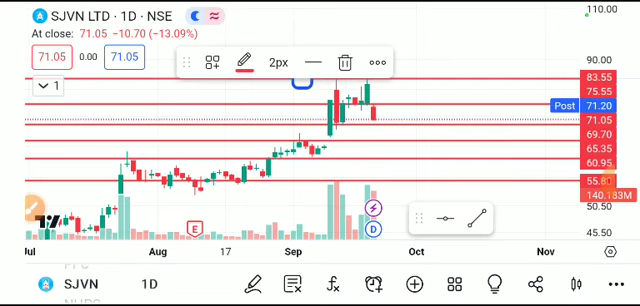 SJVN LTD · 1D · NSE
110.00
At close: 71.05 −10.70 (−13.09%)
71.05 0.00 71.05
2px
90.00
1
83.55
75.55
Post 71.20
71.05
69.70
65.35
60.95
55.80
140.183M
50.50
45.50
E
D
Jul Aug 17 Sep Oct Nov
SJVN 1D